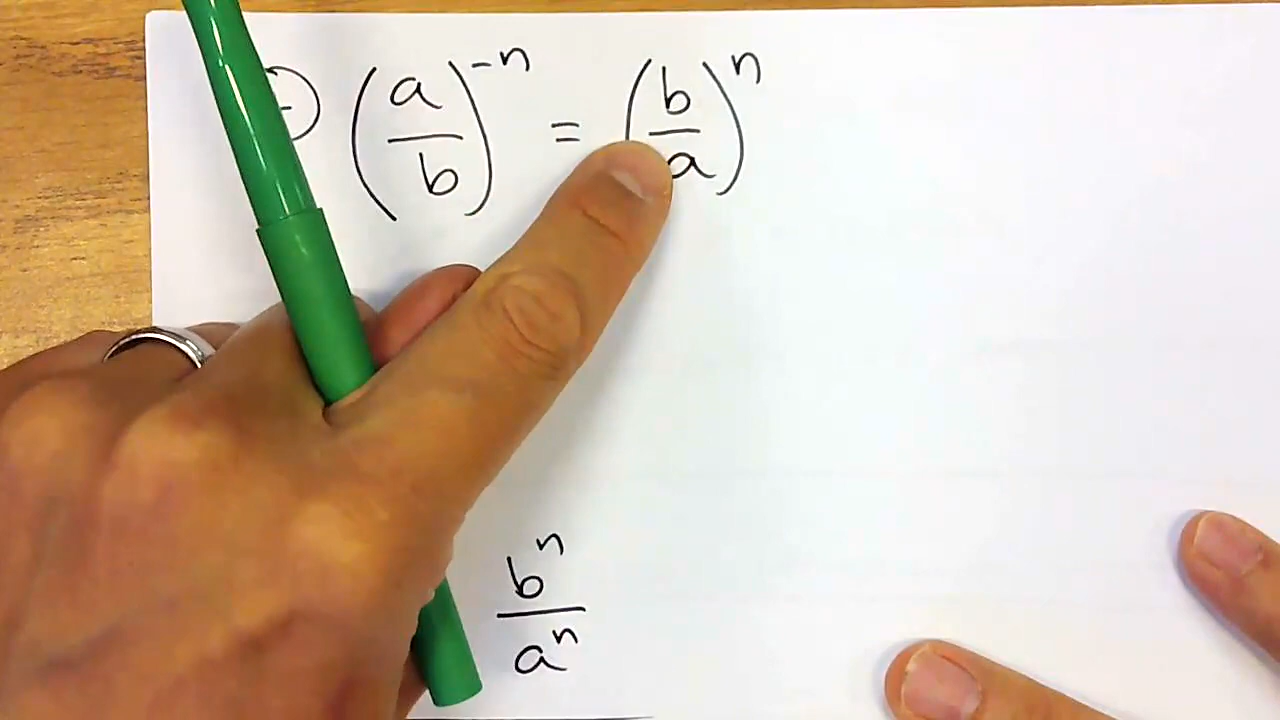 (a/b)^-n = (b/a)^n
b^n/a^n